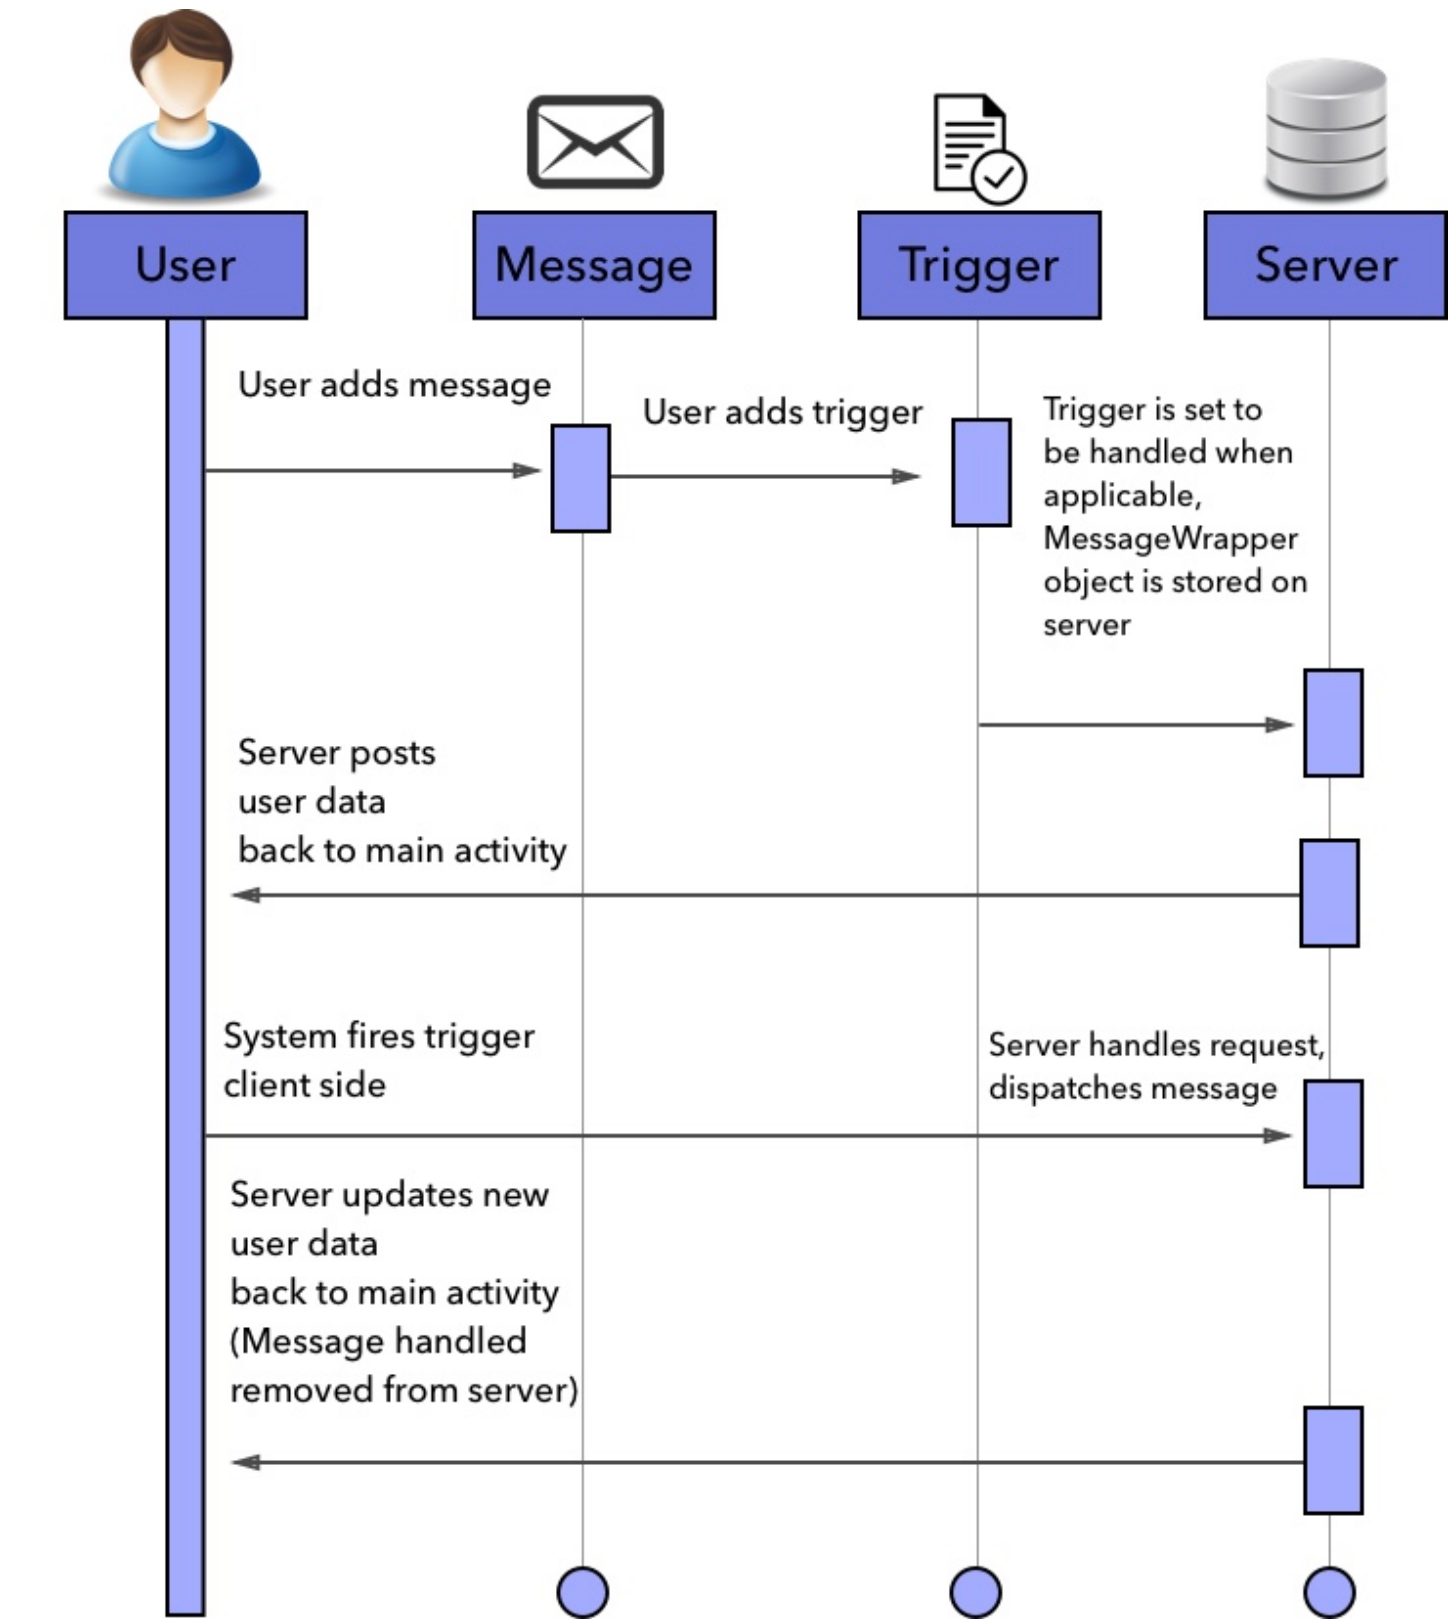 User
Message
Trigger
Server
User adds message
User adds trigger
Trigger is set to
be handled when
applicable,
MessageWrapper
object is stored on
server
Server posts
user data
back to main activity
System fires trigger
client side
Server handles request,
dispatches message
Server updates new
user data
back to main activity
(Message handled
removed from server)